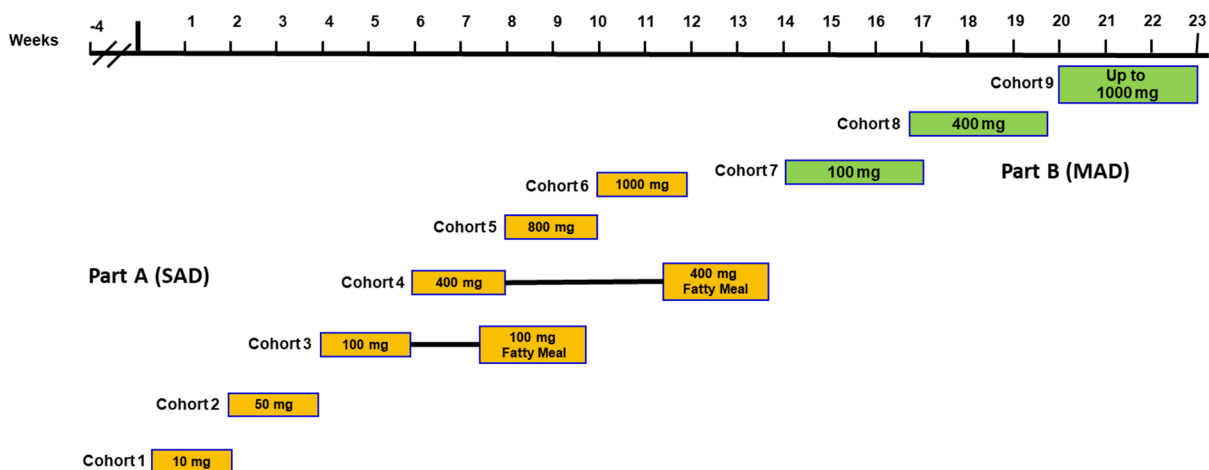 Weeks -4 1 2 3 4 5 6 7 8 9 10 11 12 13 14 15 16 17 18 19 20 21 22 23
Cohort 9 Up to
1000 mg
Cohort 8 400 mg
Cohort 7 100 mg
Part B (MAD)
Cohort 6 1000 mg
Cohort 5 800 mg
Part A (SAD)
Cohort 4 400 mg 400 mg
Fatty Meal
Cohort 3 100 mg 100 mg
Fatty Meal
Cohort 2 50 mg
Cohort 1 10 mg